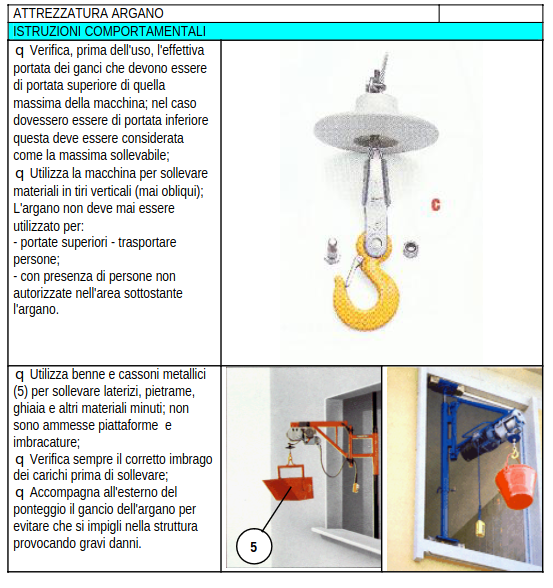 ATTREZZATURA ARGANO
ISTRUZIONI COMPORTAMENTALI
q Verifica, prima dell'uso, l'effettiva
portata dei ganci che devono essere
di portata superiore di quella
massima della macchina; nel caso
dovessero essere di portata inferiore
questa deve essere considerata
come la massima sollevabile;
q Utilizza la macchina per sollevare
materiali in tiri verticali (mai obliqui);
L'argano non deve mai essere
utilizzato per:
- portate superiori - trasportare
persone;
- con presenza di persone non
autorizzate nell'area sottostante
l'argano.
C
q Utilizza benne e cassoni metallici
(5) per sollevare laterizi, pietrame,
ghiaia e altri materiali minuti; non
sono ammesse piattaforme e
imbracature;
q Verifica sempre il corretto imbrago
dei carichi prima di sollevare;
q Accompagna all'esterno del
ponteggio il gancio dell'argano per
evitare che si impigli nella struttura
provocando gravi danni.
5